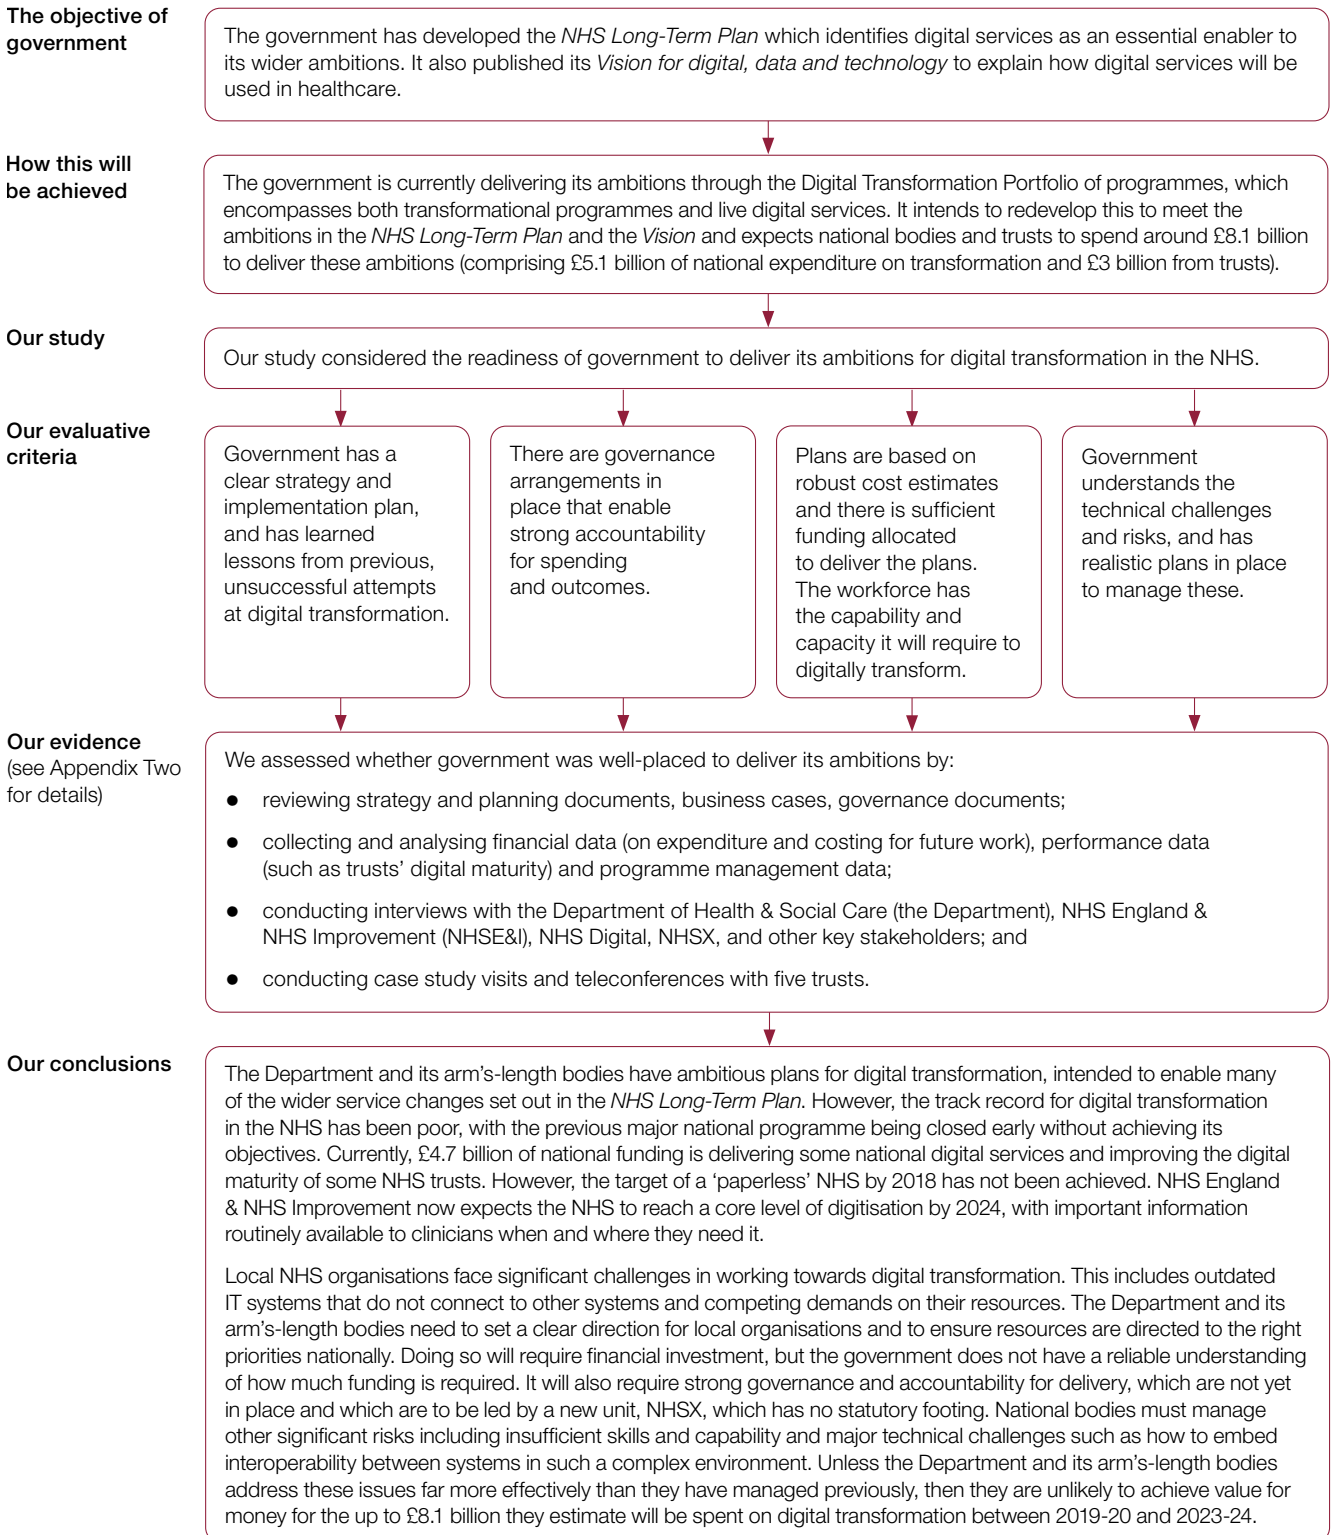 The objective of
government
The government has developed the NHS Long-Term Plan which identifies digital services as an essential enabler to
its wider ambitions. It also published its Vision for digital, data and technology to explain how digital services will be
used in healthcare.
How this will
be achieved
The government is currently delivering its ambitions through the Digital Transformation Portfolio of programmes, which
encompasses both transformational programmes and live digital services. It intends to redevelop this to meet the
ambitions in the NHS Long-Term Plan and the Vision and expects national bodies and trusts to spend around £8.1 billion
to deliver these ambitions (comprising £5.1 billion of national expenditure on transformation and £3 billion from trusts).
Our study
Our study considered the readiness of government to deliver its ambitions for digital transformation in the NHS.
Our evaluative
criteria
Government has a
clear strategy and
implementation plan,
and has learned
lessons from previous,
unsuccessful attempts
at digital transformation.
There are governance
arrangements in
place that enable
strong accountability
for spending
and outcomes.
Plans are based on
robust cost estimates
and there is sufficient
funding allocated
to deliver the plans.
The workforce has
the capability and
capacity it will require to
digitally transform.
Government
understands the
technical challenges
and risks, and has
realistic plans in place
to manage these.
Our evidence
(see Appendix Two
for details)
We assessed whether government was well-placed to deliver its ambitions by:
● reviewing strategy and planning documents, business cases, governance documents;
● collecting and analysing financial data (on expenditure and costing for future work), performance data
(such as trusts' digital maturity) and programme management data;
● conducting interviews with the Department of Health & Social Care (the Department), NHS England &
NHS Improvement (NHSE&I), NHS Digital, NHSX, and other key stakeholders; and
● conducting case study visits and teleconferences with five trusts.
Our conclusions
The Department and its arm's-length bodies have ambitious plans for digital transformation, intended to enable many
of the wider service changes set out in the NHS Long-Term Plan. However, the track record for digital transformation
in the NHS has been poor, with the previous major national programme being closed early without achieving its
objectives. Currently, £4.7 billion of national funding is delivering some national digital services and improving the digital
maturity of some NHS trusts. However, the target of a 'paperless' NHS by 2018 has not been achieved. NHS England
& NHS Improvement now expects the NHS to reach a core level of digitisation by 2024, with important information
routinely available to clinicians when and where they need it.
Local NHS organisations face significant challenges in working towards digital transformation. This includes outdated
IT systems that do not connect to other systems and competing demands on their resources. The Department and its
arm's-length bodies need to set a clear direction for local organisations and to ensure resources are directed to the right
priorities nationally. Doing so will require financial investment, but the government does not have a reliable understanding
of how much funding is required. It will also require strong governance and accountability for delivery, which are not yet
in place and which are to be led by a new unit, NHSX, which has no statutory footing. National bodies must manage
other significant risks including insufficient skills and capability and major technical challenges such as how to embed
interoperability between systems in such a complex environment. Unless the Department and its arm's-length bodies
address these issues far more effectively than they have managed previously, then they are unlikely to achieve value for
money for the up to £8.1 billion they estimate will be spent on digital transformation between 2019-20 and 2023-24.